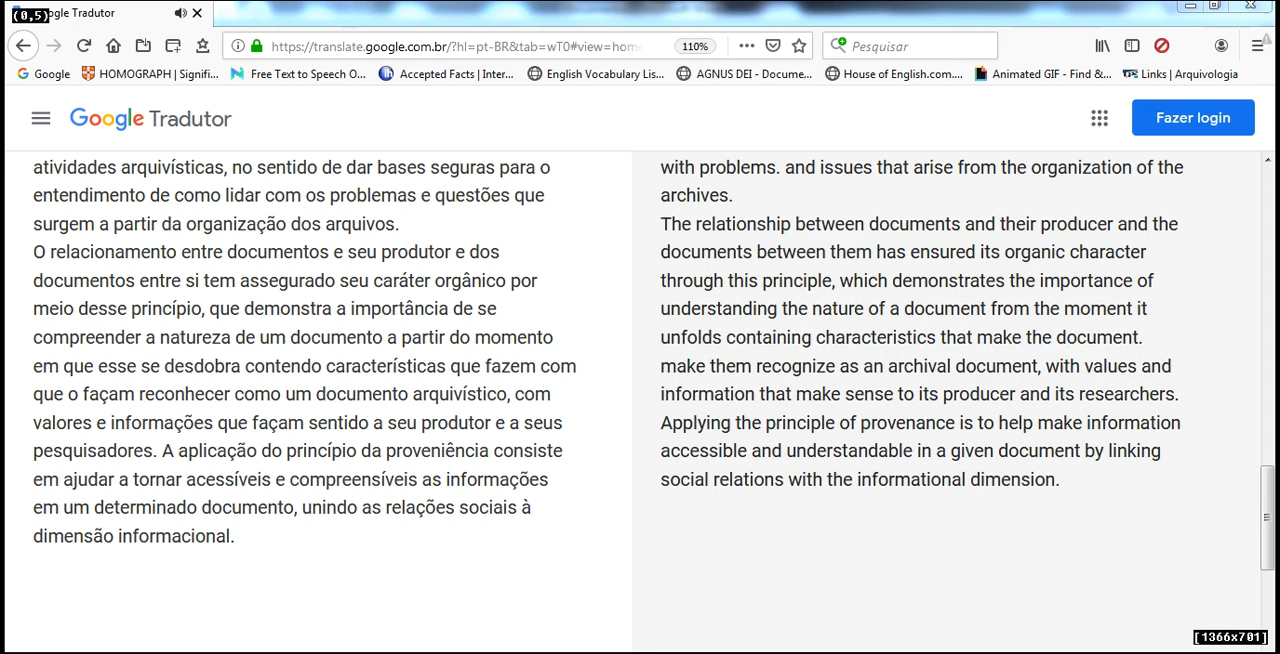 (0,5)
ogle Tradutor
https://translate.google.com.br/?hl=pt-BR&tab=wT0#view=hom
110%
Pesquisar
Google
HOMOGRAPH | Signifi...
Free Text to Speech O...
Accepted Facts | Inter...
English Vocabulary Lis...
AGNUS DEI - Docume...
House of English.com....
Animated GIF - Find &...
Links | Arquivologia
Google Tradutor
Fazer login
atividades arquivísticas, no sentido de dar bases seguras para o
entendimento de como lidar com os problemas e questões que
surgem a partir da organização dos arquivos.
O relacionamento entre documentos e seu produtor e dos
documentos entre si tem assegurado seu caráter orgânico por
meio desse princípio, que demonstra a importância de se
compreender a natureza de um documento a partir do momento
em que esse se desdobra contendo características que fazem com
que o façam reconhecer como um documento arquivístico, com
valores e informações que façam sentido a seu produtor e a seus
pesquisadores. A aplicação do princípio da proveniência consiste
em ajudar a tornar acessíveis e compreensíveis as informações
em um determinado documento, unindo as relações sociais à
dimensão informacional.
with problems. and issues that arise from the organization of the
archives.
The relationship between documents and their producer and the
documents between them has ensured its organic character
through this principle, which demonstrates the importance of
understanding the nature of a document from the moment it
unfolds containing characteristics that make the document.
make them recognize as an archival document, with values and
information that make sense to its producer and its researchers.
Applying the principle of provenance is to help make information
accessible and understandable in a given document by linking
social relations with the informational dimension.
[1366x701]